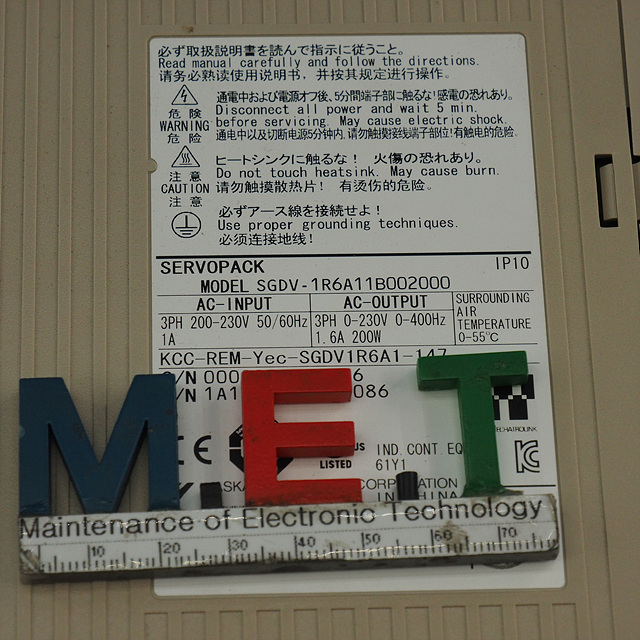 必ず取扱説明書を読んで指示に従うこと。
Read manual carefully and follow the directions.
请务必熟读使用说明书，并按其规定进行操作。
危険
WARNING
危险
通電中および電源オフ後、5分間端子部に触るな!感電の恐れあり。
Disconnect all power and wait 5 min.
before servicing. May cause electric shock.
通电中以及切断电源5分钟内,请勿触摸接线端子部位!有触电的危险。
注意
CAUTION
注意
ヒートシンクに触るな! 火傷の恐れあり。
Do not touch heatsink. May cause burn.
请勿触摸散热片! 有烫伤的危险。
必ずアース線を接続せよ!
Use proper grounding techniques.
必须连接地线!
SERVOPACK IP10
MODEL SGDV-1R6A11B002000
AC-INPUT AC-OUTPUT SURROUNDING
AIR
TEMPERATURE
0-55℃
3PH 200-230V 50/60Hz 3PH 0-230V 0-400Hz
1A 1.6A 200W
KCC-REM-Yec-SGDV1R6A1-147
/N 000 6
/N 1A1 086
M.E.T
CE US IND.CONT.EQ
LISTED 61Y1
KC
Maintenance of Electronic Technology
10 20 30 40 50 60 70